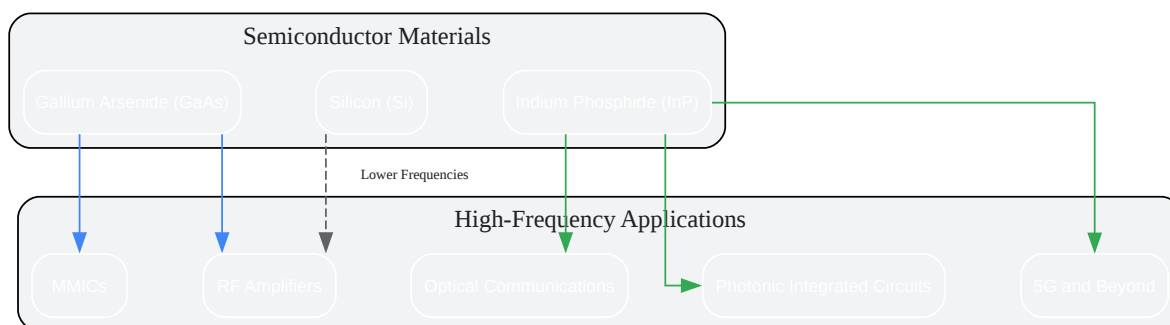 Semiconductor Materials
Gallium Arsenide (GaAs)
Silicon (Si)
Indium Phosphide (InP)
Lower Frequencies
High-Frequency Applications
MMICs
RF Amplifiers
Optical Communications
Photonic Integrated Circuits
5G and Beyond